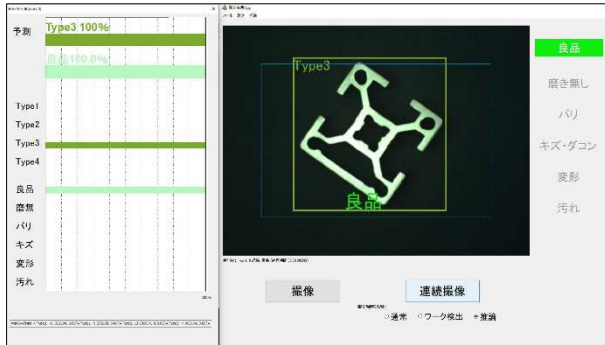 予測
Type3 100%
良品100.0%
Type1
Type2
Type3
Type4
良品
磨無
バリ
キズ
変形
汚れ
Type3
良品
良品
磨き無し
バリ
キズ・ダコン
変形
汚れ
撮像
連続撮像
通常
ワーク検出
推論